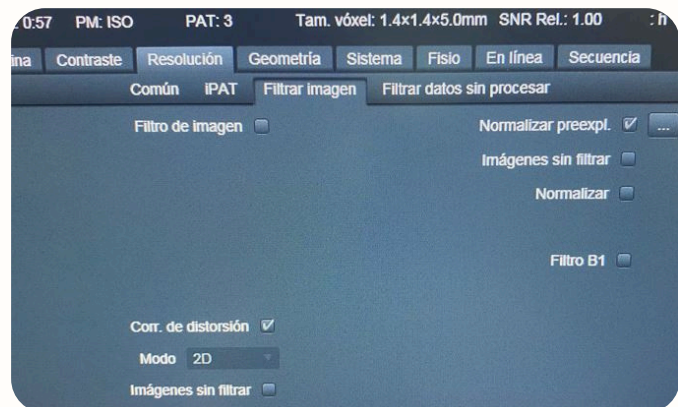 0:57 PM: ISO PAT: 3 Tam. vóxel: 1.4×1.4×5.0mm SNR Rel.: 1.00
Contraste Resolución Geometría Sistema Fisio En línea Secuencia
Común iPAT Filtrar imagen Filtrar datos sin procesar
Filtro de imagen Normalizar preexpl. ...
Imágenes sin filtrar
Normalizar
Filtro B1
Corr. de distorsión
Modo 2D
Imágenes sin filtrar